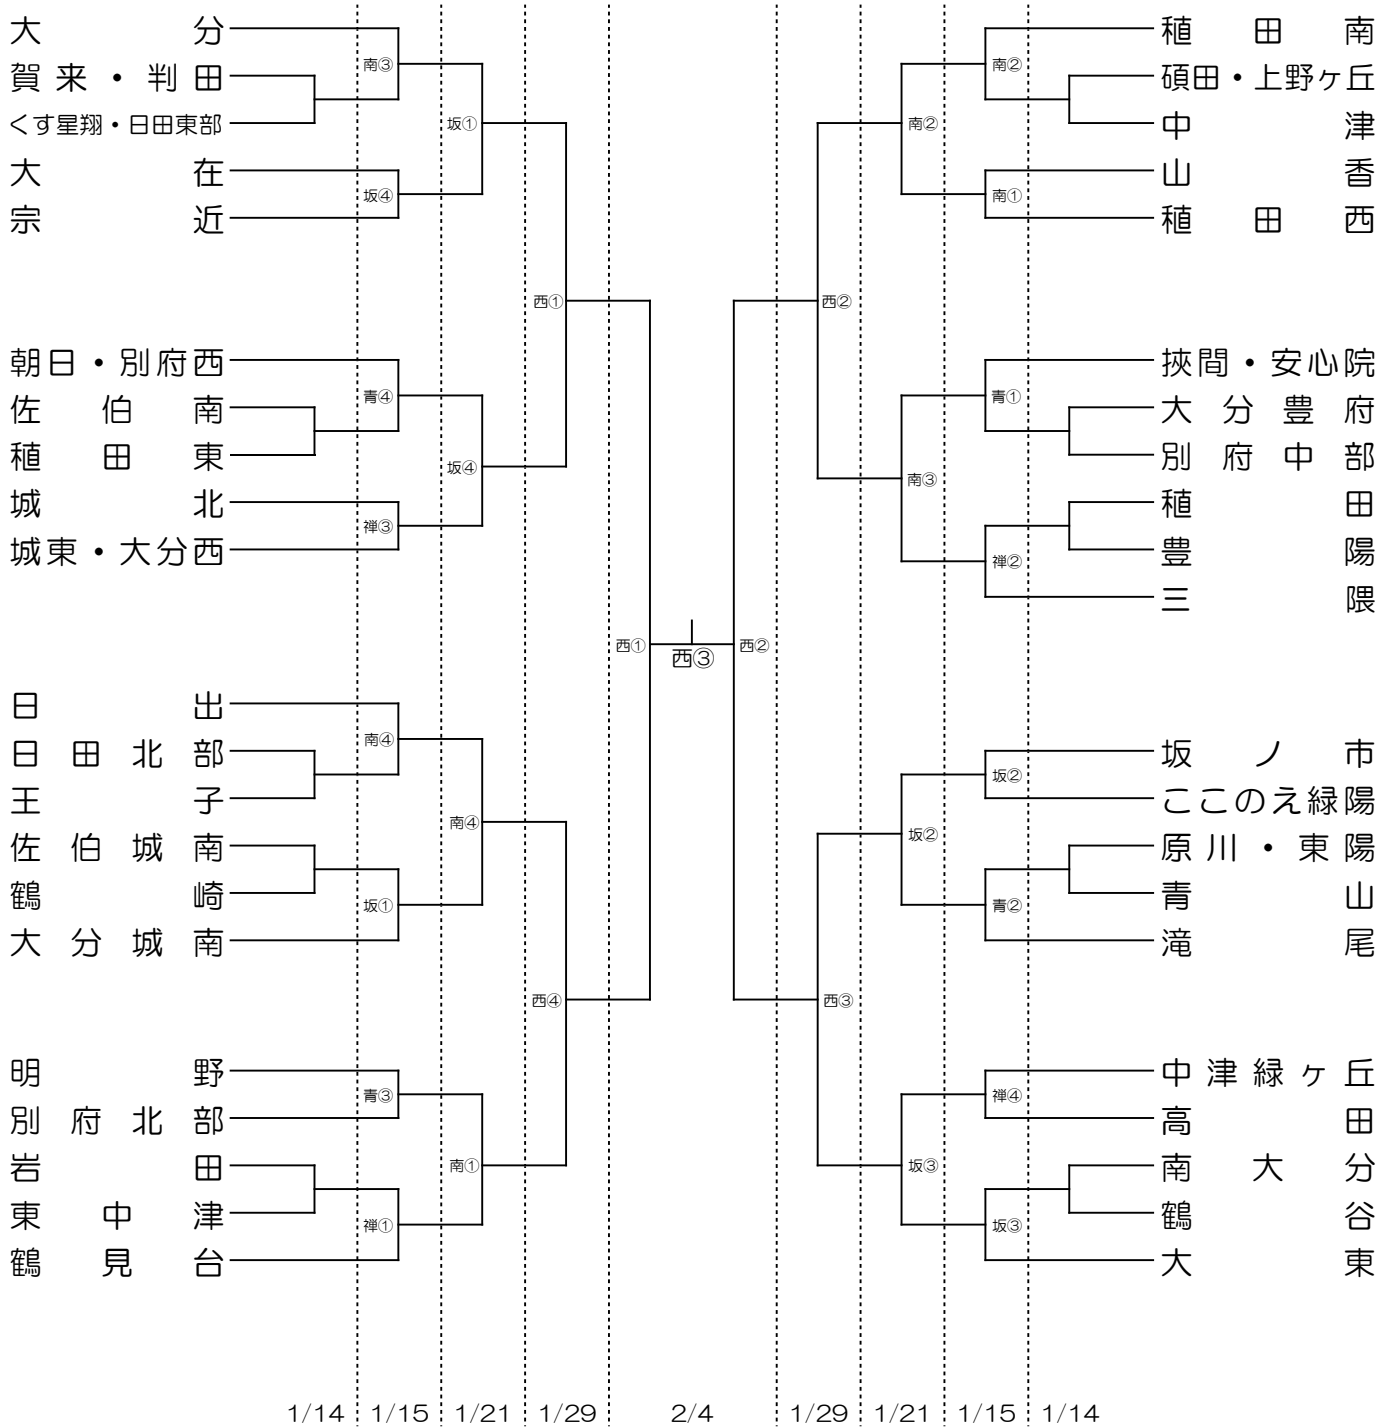 大分
賀来・判田
くす星翔・日田東部
大在
宗近
朝日・別府西
佐伯南
稙田東
城北
城東・大分西
日出
日田北部
王子
佐伯城南
鶴崎
大分城南
明野
別府北部
岩田
東中津
鶴見台
南③
坂④
青④
禅③
南④
坂①
青③
禅①
坂①
坂④
南④
南①
西①
西④
西①
西③
西②
西②
西③
南②
南③
坂②
坂③
南②
南①
青①
禅②
坂②
青②
禅④
坂③
稙田南
碩田・上野ヶ丘
中津
山香
稙田西
挾間・安心院
大分豊府
別府中部
稙田
豊陽
三隈
坂ノ市
ここのえ緑陽
原川・東陽
青山
滝尾
中津緑ヶ丘
高田
南大分
鶴谷
大東
1/14 1/15 1/21 1/29 2/4 1/29 1/21 1/15 1/14